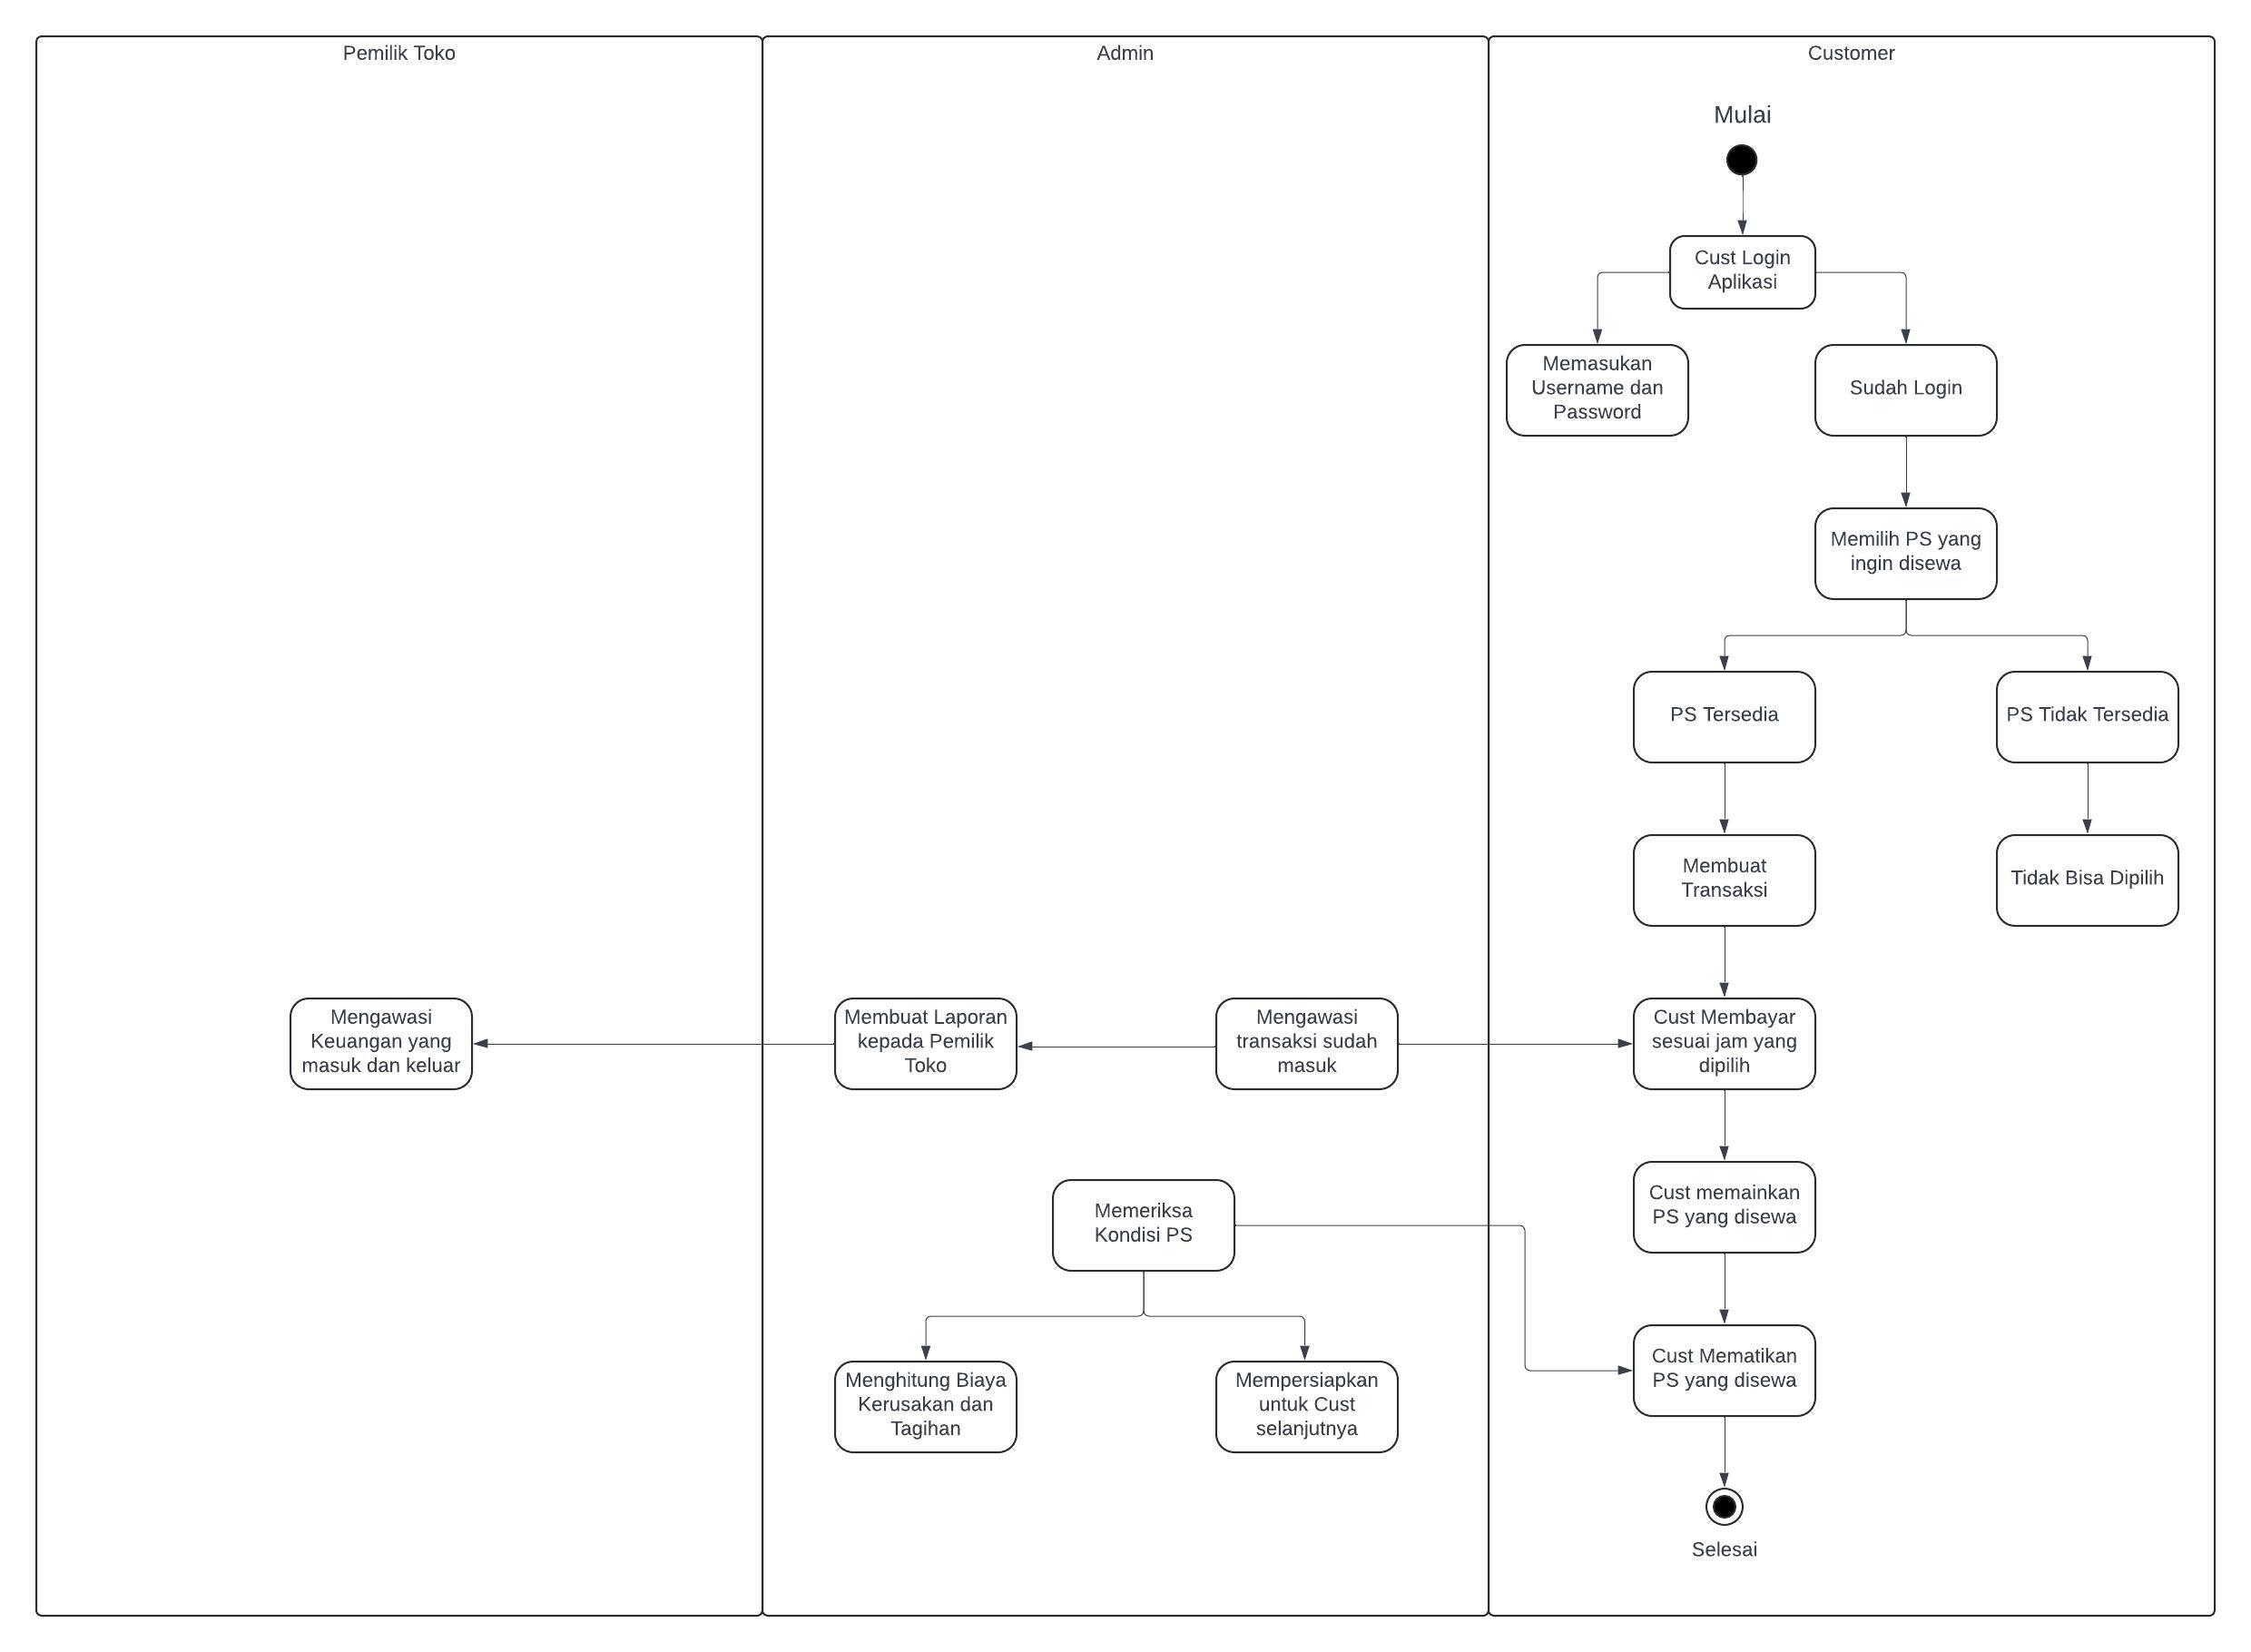 Pemilik Toko
Admin
Customer
Mulai
Cust Login
Aplikasi
Memasukan
Username dan
Password
Sudah Login
Memilih PS yang
ingin disewa
PS Tersedia
PS Tidak Tersedia
Membuat
Transaksi
Tidak Bisa Dipilih
Mengawasi
Keuangan yang
masuk dan keluar
Membuat Laporan
kepada Pemilik
Toko
Mengawasi
transaksi sudah
masuk
Cust Membayar
sesuai jam yang
dipilih
Memeriksa
Kondisi PS
Cust memainkan
PS yang disewa
Menghitung Biaya
Kerusakan dan
Tagihan
Mempersiapkan
untuk Cust
selanjutnya
Cust Mematikan
PS yang disewa
Selesai